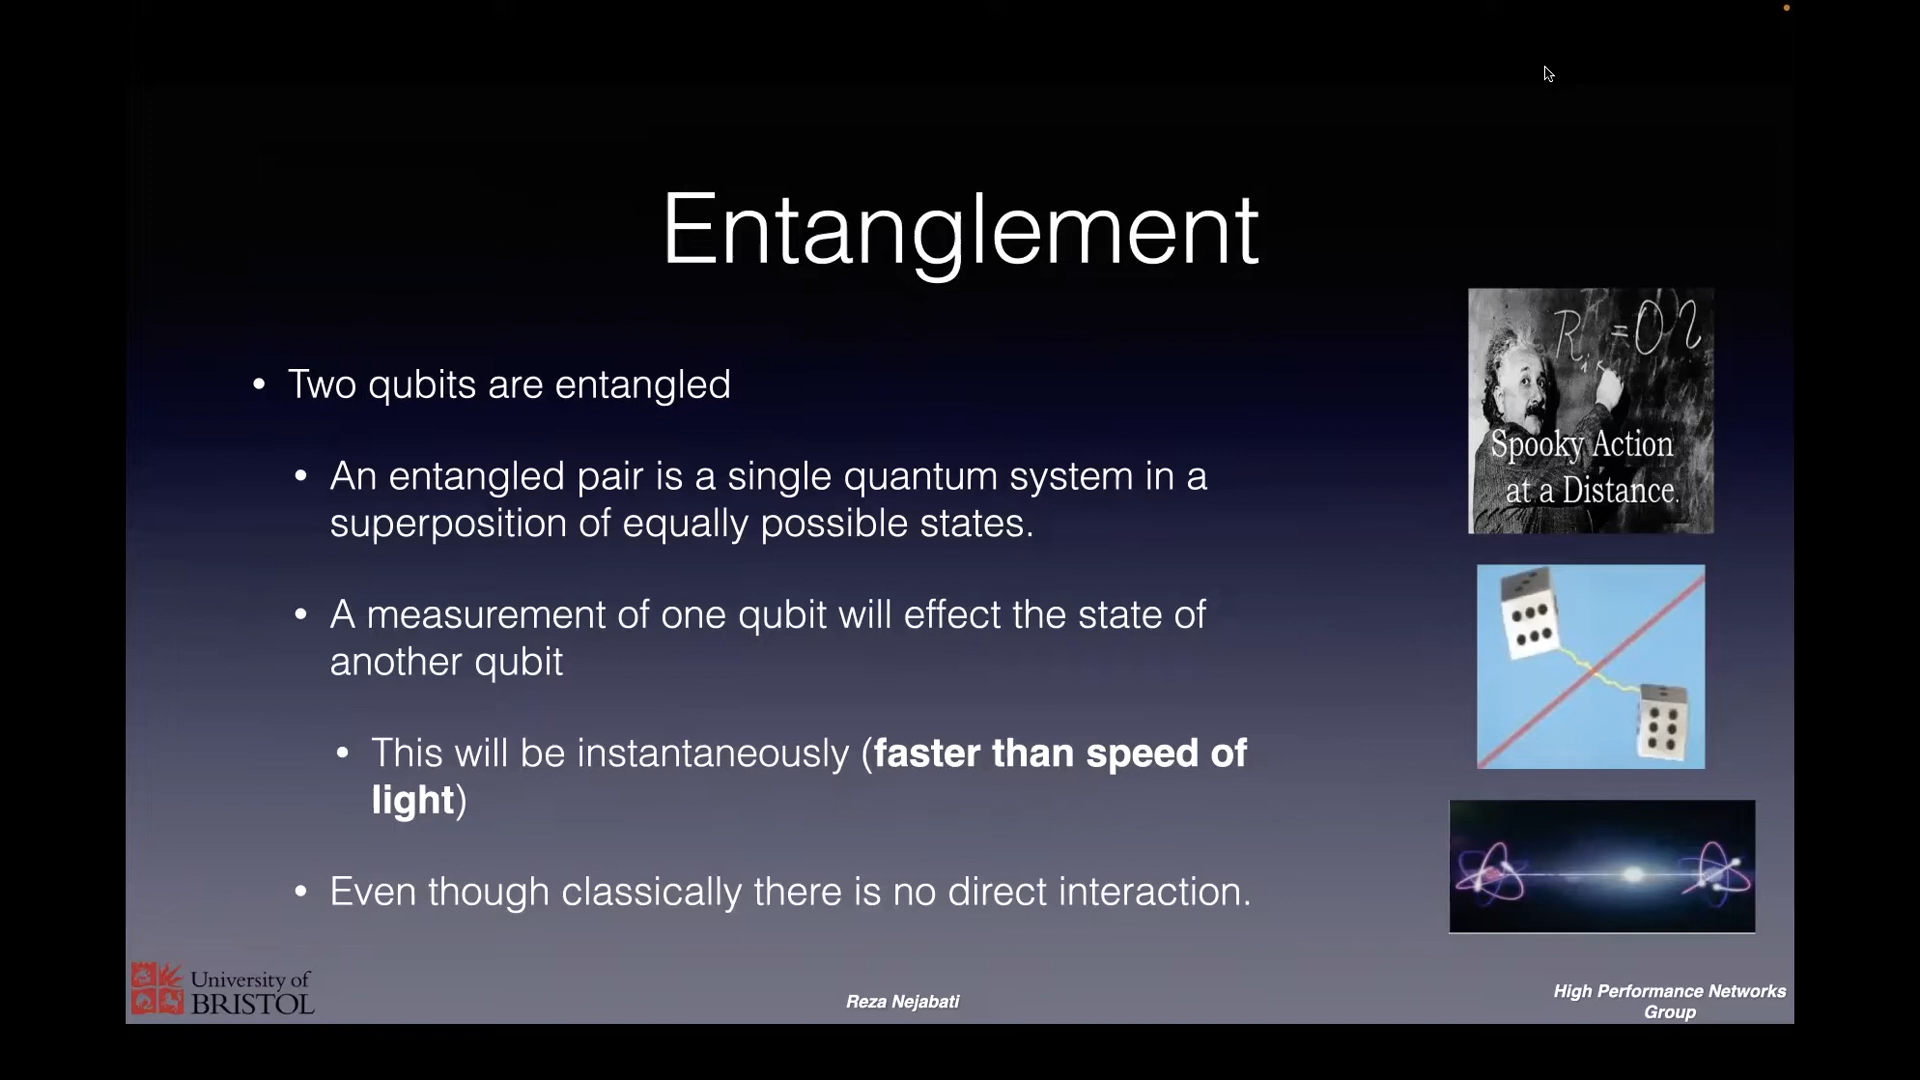 Entanglement
• Two qubits are entangled
• An entangled pair is a single quantum system in a
superposition of equally possible states.
• A measurement of one qubit will effect the state of
another qubit
• This will be instantaneously (faster than speed of
light)
• Even though classically there is no direct interaction.
Spooky Action
at a Distance.
University of
BRISTOL
Reza Nejabati
High Performance Networks
Group